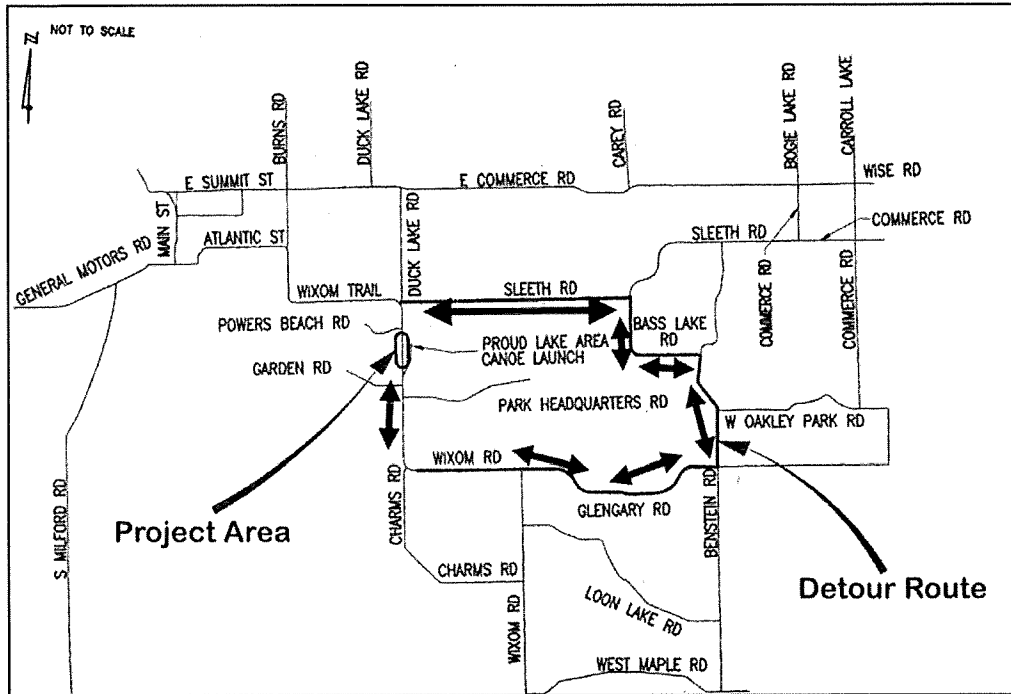 NOT TO SCALE
N
BURNS RD
DUCK LAKE RD
CAREY RD
BOGIE LAKE RD
CARROLL LAKE
E SUMMIT ST
E COMMERCE RD
WISE RD
MAIN ST
ATLANTIC ST
DUCK LAKE RD
SLEETH RD
COMMERCE RD
GENERAL MOTORS RD
WIXOM TRAIL
SLEETH RD
COMMERCE RD
COMMERCE RD
POWERS BEACH RD
BASS LAKE
RD
PROUD LAKE AREA
CANOE LAUNCH
GARDEN RD
PARK HEADQUARTERS RD
W OAKLEY PARK RD
WIXOM RD
GLENGARY RD
S MILFORD RD
Project Area
CHARMS RD
BENSTEIN RD
Detour Route
CHARMS RD
LOON LAKE RD
WIXOM RD
WEST MAPLE RD